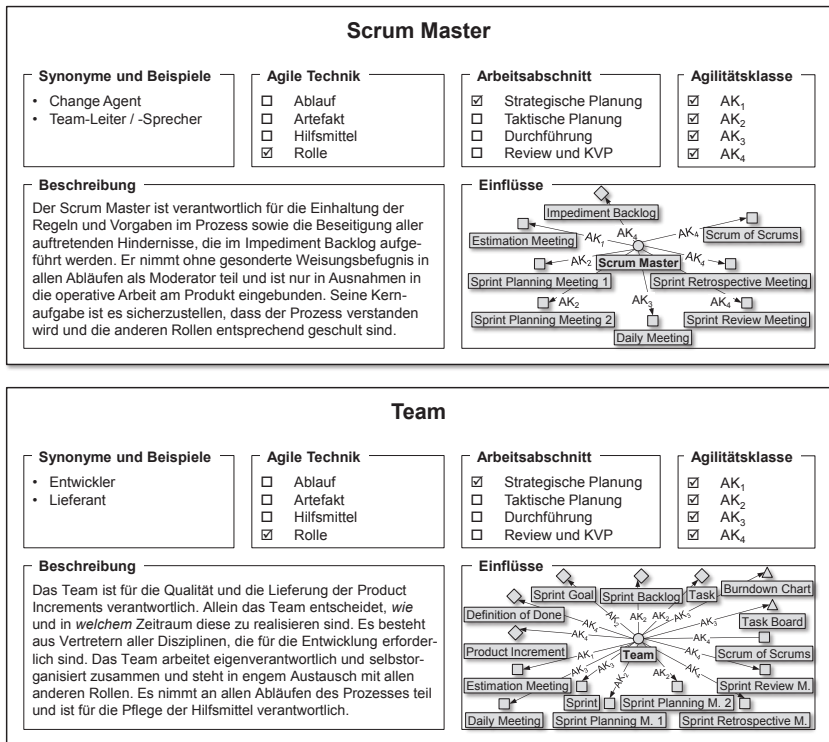 Scrum Master
Synonyme und Beispiele
• Change Agent
• Team-Leiter / -Sprecher
Agile Technik
☐ Ablauf
☐ Artefakt
☐ Hilfsmittel
☑ Rolle
Arbeitsabschnitt
☑ Strategische Planung
☐ Taktische Planung
☐ Durchführung
☐ Review und KVP
Agilitätsklasse
☑ AK1
☑ AK2
☑ AK3
☑ AK4
Beschreibung
Der Scrum Master ist verantwortlich für die Einhaltung der
Regeln und Vorgaben im Prozess sowie die Beseitigung aller
auftretenden Hindernisse, die im Impediment Backlog aufge-
führt werden. Er nimmt ohne gesonderte Weisungsbefugnis in
allen Abläufen als Moderator teil und ist nur in Ausnahmen in
die operative Arbeit am Produkt eingebunden. Seine Kern-
aufgabe ist es sicherzustellen, dass der Prozess verstanden
wird und die anderen Rollen entsprechend geschult sind.
Einflüsse
Impediment Backlog
AK4
AK4
Scrum of Scrums
Estimation Meeting
AK1
Scrum Master
AK2
AK4
Sprint Planning Meeting 1
Sprint Retrospective Meeting
AK2
AK3
AK4
Sprint Planning Meeting 2
Sprint Review Meeting
Daily Meeting
Team
Synonyme und Beispiele
• Entwickler
• Lieferant
Agile Technik
☐ Ablauf
☐ Artefakt
☐ Hilfsmittel
☑ Rolle
Arbeitsabschnitt
☑ Strategische Planung
☐ Taktische Planung
☐ Durchführung
☐ Review und KVP
Agilitätsklasse
☑ AK1
☑ AK2
☑ AK3
☑ AK4
Beschreibung
Das Team ist für die Qualität und die Lieferung der Product
Increments verantwortlich. Allein das Team entscheidet, wie
und in welchem Zeitraum diese zu realisieren sind. Es besteht
aus Vertretern aller Disziplinen, die für die Entwicklung erforder-
lich sind. Das Team arbeitet eigenverantwortlich und selbstor-
ganisiert zusammen und steht in engem Austausch mit allen
anderen Rollen. Es nimmt an allen Abläufen des Prozesses teil
und ist für die Pflege der Hilfsmittel verantwortlich.
Einflüsse
Sprint Goal
Sprint Backlog
Task
Burndown Chart
Definition of Done
AK2
AK2
AK3
Task Board
AK4
AK4
Product Increment
Team
Scrum of Scrums
AK1
AK3
AK3
Estimation Meeting
Sprint Review M.
AK2
AK2
Sprint
Sprint Planning M. 2
Daily Meeting
Sprint Planning M. 1
Sprint Retrospective M.